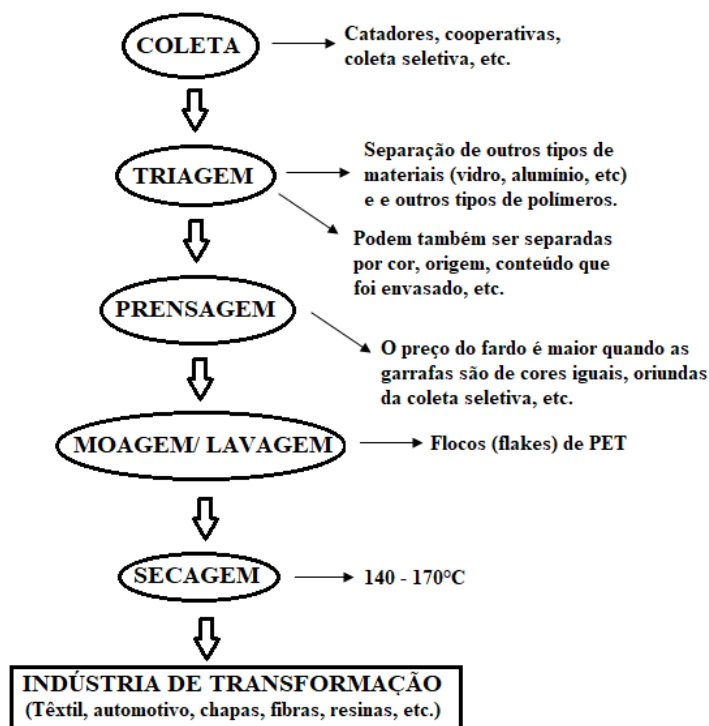 COLETA
Catadores, cooperativas,
coleta seletiva, etc.
TRIAGEM
Separação de outros tipos de
materiais (vidro, alumínio, etc)
e e outros tipos de polímeros.
Podem também ser separadas
por cor, origem, conteúdo que
foi envasado, etc.
PRENSAGEM
O preço do fardo é maior quando as
garrafas são de cores iguais, oriundas
da coleta seletiva, etc.
MOAGEM/ LAVAGEM
Flocos (flakes) de PET
SECAGEM
140 - 170°C
INDÚSTRIA DE TRANSFORMAÇÃO
(Têxtil, automotivo, chapas, fibras, resinas, etc.)